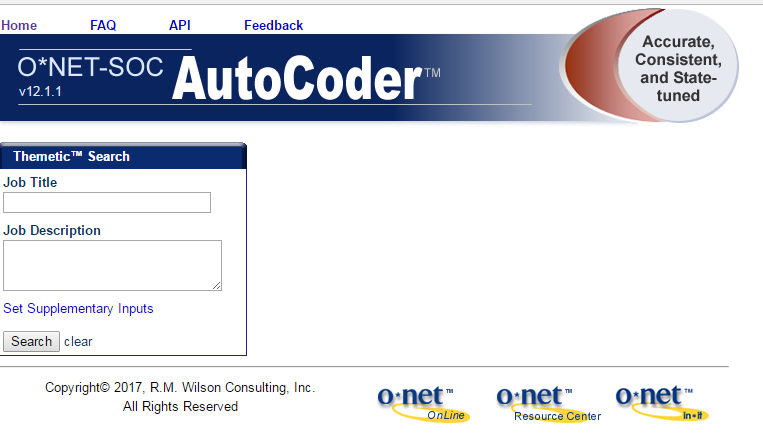 Home FAQ API Feedback
O*NET-SOC AutoCoder™
v12.1.1
Accurate,
Consistent,
and State-
tuned
Thematic™ Search
Job Title
Job Description
Set Supplementary Inputs
Search clear
Copyright© 2017, R.M. Wilson Consulting, Inc.
All Rights Reserved
o*net™ OnLine
o*net™ Resource Center
o*net™ in•it